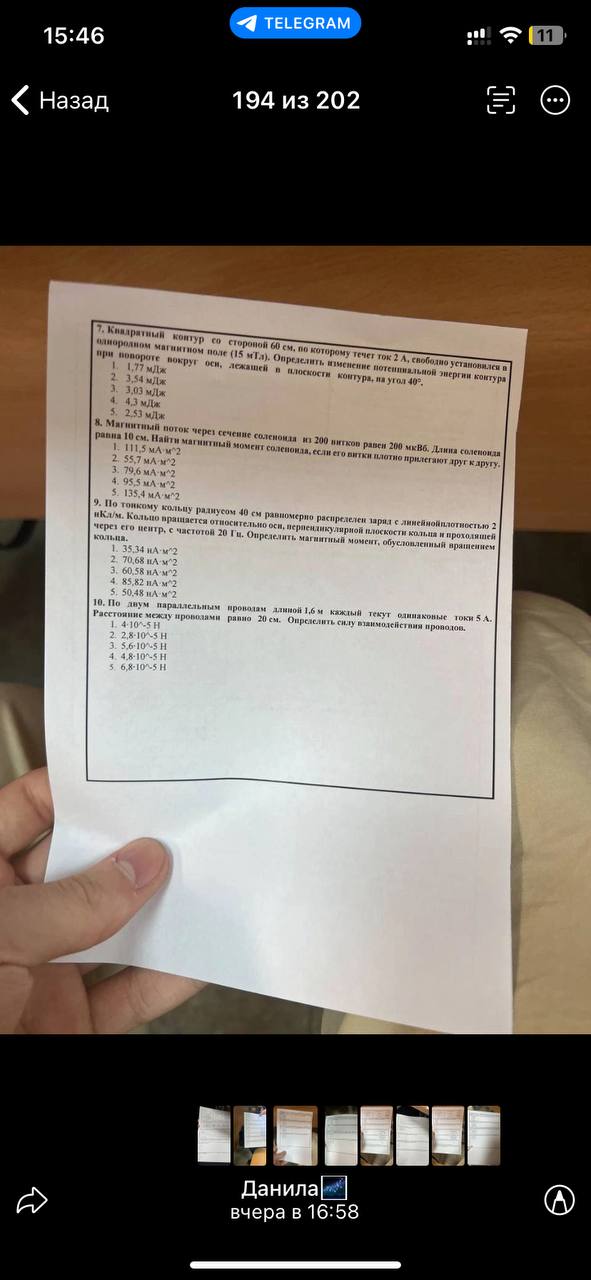 15:46
TELEGRAM
11
Назад
194 из 202
7. Квадратный контур со стороной 60 см, по которому течет ток 2 А, свободно установился в
однородном магнитном поле (15 мТл). Определить изменение потенциальной энергии контура
при повороте вокруг оси, лежащей в плоскости контура, на угол 40°.
1. 1,77 мДж
2. 3,54 мДж
3. 3,03 мДж
4. 4,3 мДж
5. 2,53 мДж
8. Магнитный поток через сечение соленоида из 200 витков равен 200 мкВб. Длина соленоида
равна 10 см. Найти магнитный момент соленоида, если его витки плотно прилегают друг к другу.
1. 111,5 мА·м^2
2. 55,7 мА·м^2
3. 79,6 мА·м^2
4. 95,5 мА·м^2
5. 135,4 мА·м^2
9. По тонкому кольцу радиусом 40 см равномерно распределен заряд с линейнойплотностью 2
нКл/м. Кольцо вращается относительно оси, перпендикулярной плоскости кольца и проходящей
через его центр, с частотой 20 Гц. Определить магнитный момент, обусловленный вращением
кольца.
1. 35,34 нА·м^2
2. 70,68 нА·м^2
3. 60,58 нА·м^2
4. 85,82 нА·м^2
5. 50,48 нА·м^2
10. По двум параллельным проводам длиной 1,6 м каждый текут одинаковые токи 5 А.
Расстояние между проводами равно 20 см. Определить силу взаимодействия проводов.
1. 4·10^-5 Н
2. 2,8·10^-5 Н
3. 5,6·10^-5 Н
4. 4,8·10^-5 Н
5. 6,8·10^-5 Н
Данила
вчера в 16:58